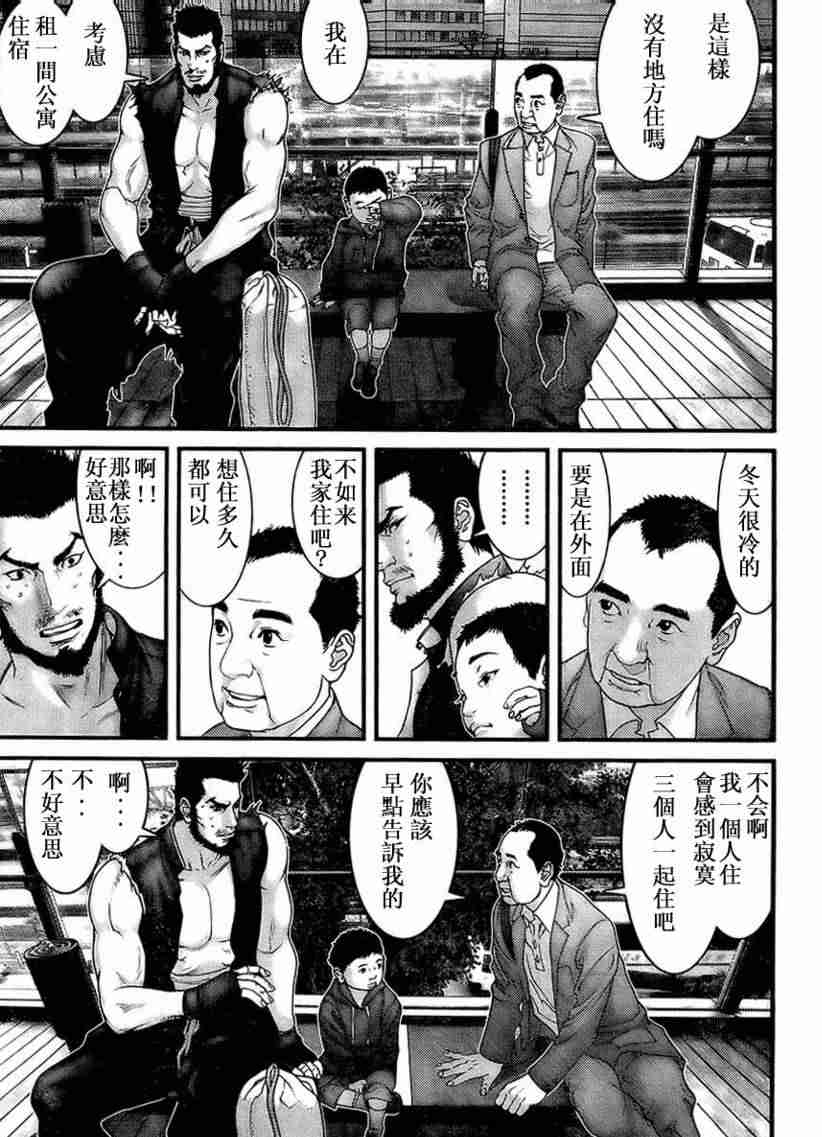 是這樣
沒有地方住嗎
我在
考慮
租一間公寓
住宿
冬天很冷的
要是在外面
………
………
不如来
我家住吧？
想住多久
都可以
啊！！
那樣怎麼．．
好意思
不会啊
我一個人住
會感到寂寞
三個人一起住吧
你應該
早點告訴我的
啊．．．
不．．
不好意思